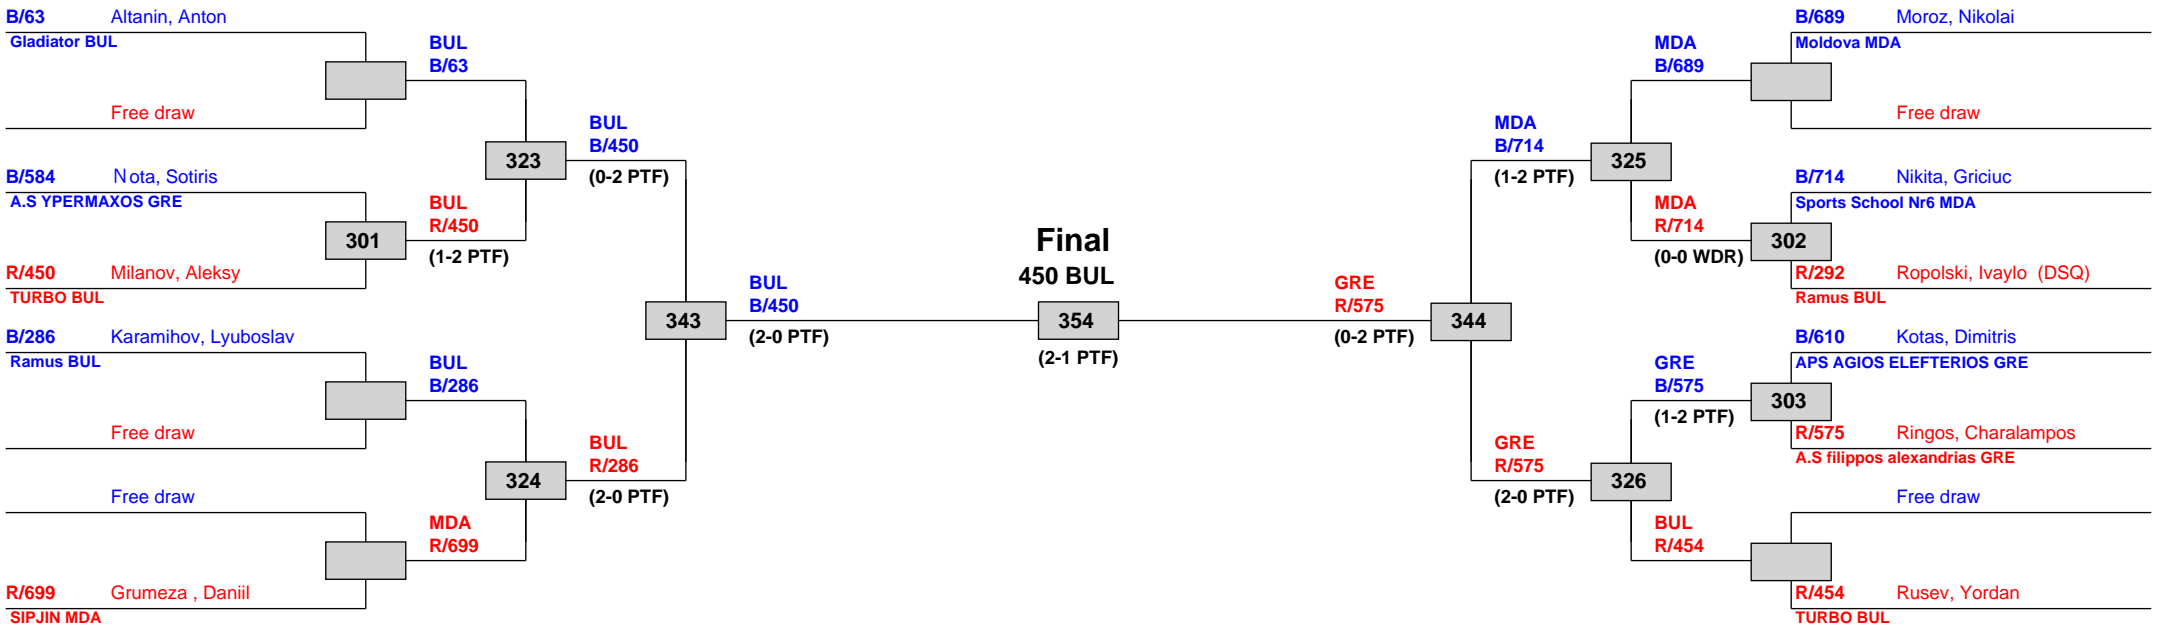 B/63 Altanin, Anton
Gladiator BUL
Free draw
B/584 Nota, Sotiris
A.S YPERMAXOS GRE
R/450 Milanov, Aleksy
TURBO BUL
B/286 Karamihov, Lyuboslav
Ramus BUL
Free draw
Free draw
R/699 Grumeza , Daniil
SIPJIN MDA
BUL
B/63
301
BUL
R/450
(1-2 PTF)
BUL
B/286
MDA
R/699
323
BUL
B/450
(0-2 PTF)
324
BUL
R/286
(2-0 PTF)
343
BUL
B/450
(2-0 PTF)
Final
450 BUL
354
(2-1 PTF)
GRE
R/575
(0-2 PTF)
344
MDA
B/714
(1-2 PTF)
325
GRE
R/575
(2-0 PTF)
326
MDA
B/689
MDA
R/714
(0-0 WDR)
302
GRE
B/575
(1-2 PTF)
303
BUL
R/454
B/689 Moroz, Nikolai
Moldova MDA
Free draw
B/714 Nikita, Griciuc
Sports School Nr6 MDA
R/292 Ropolski, Ivaylo (DSQ)
Ramus BUL
B/610 Kotas, Dimitris
APS AGIOS ELEFTERIOS GRE
R/575 Ringos, Charalampos
A.S filippos alexandrias GRE
Free draw
R/454 Rusev, Yordan
TURBO BUL